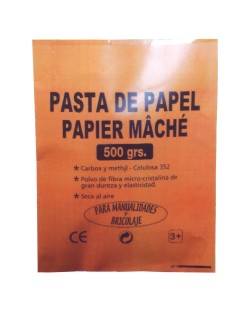 PASTA DE PAPEL
PAPIER MÂCHÉ
500 grs.
★ Carbox y methyl - Celulosa 352
★ Polvo de fibra micro-cristalina de
gran dureza y elasticidad.
★ Seca al aire
PARA MANUALIDADES
Y
BRICOLAJE
CE
3+